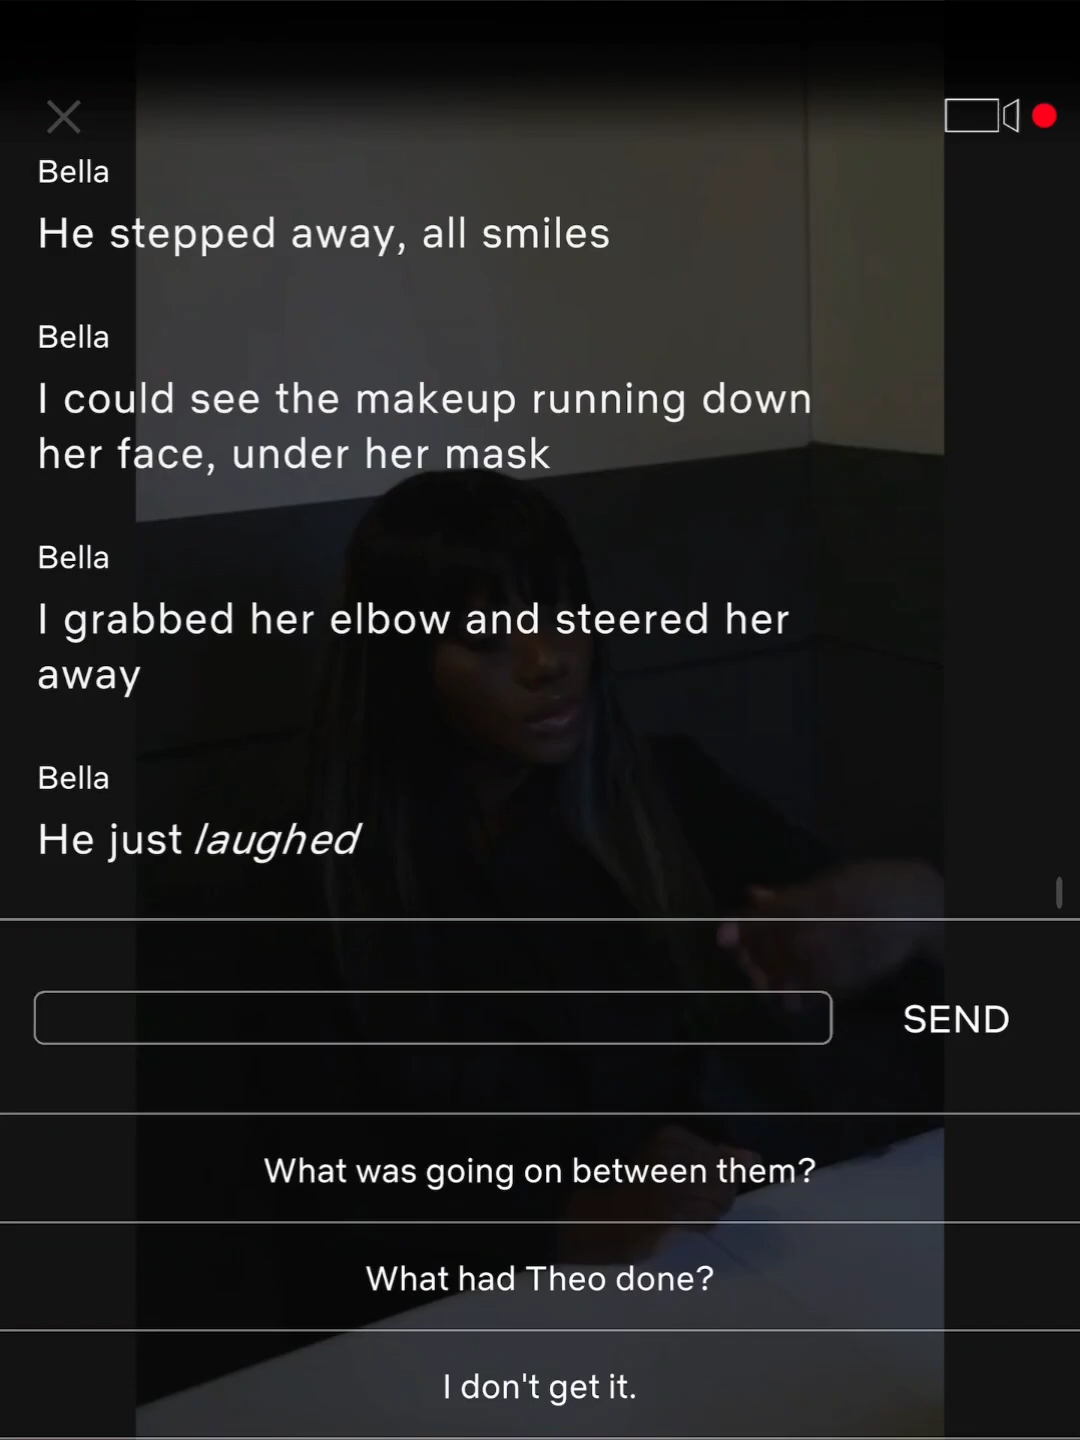 Bella
He stepped away, all smiles
Bella
I could see the makeup running down
her face, under her mask
Bella
I grabbed her elbow and steered her
away
Bella
He just laughed
SEND
What was going on between them?
What had Theo done?
I don't get it.